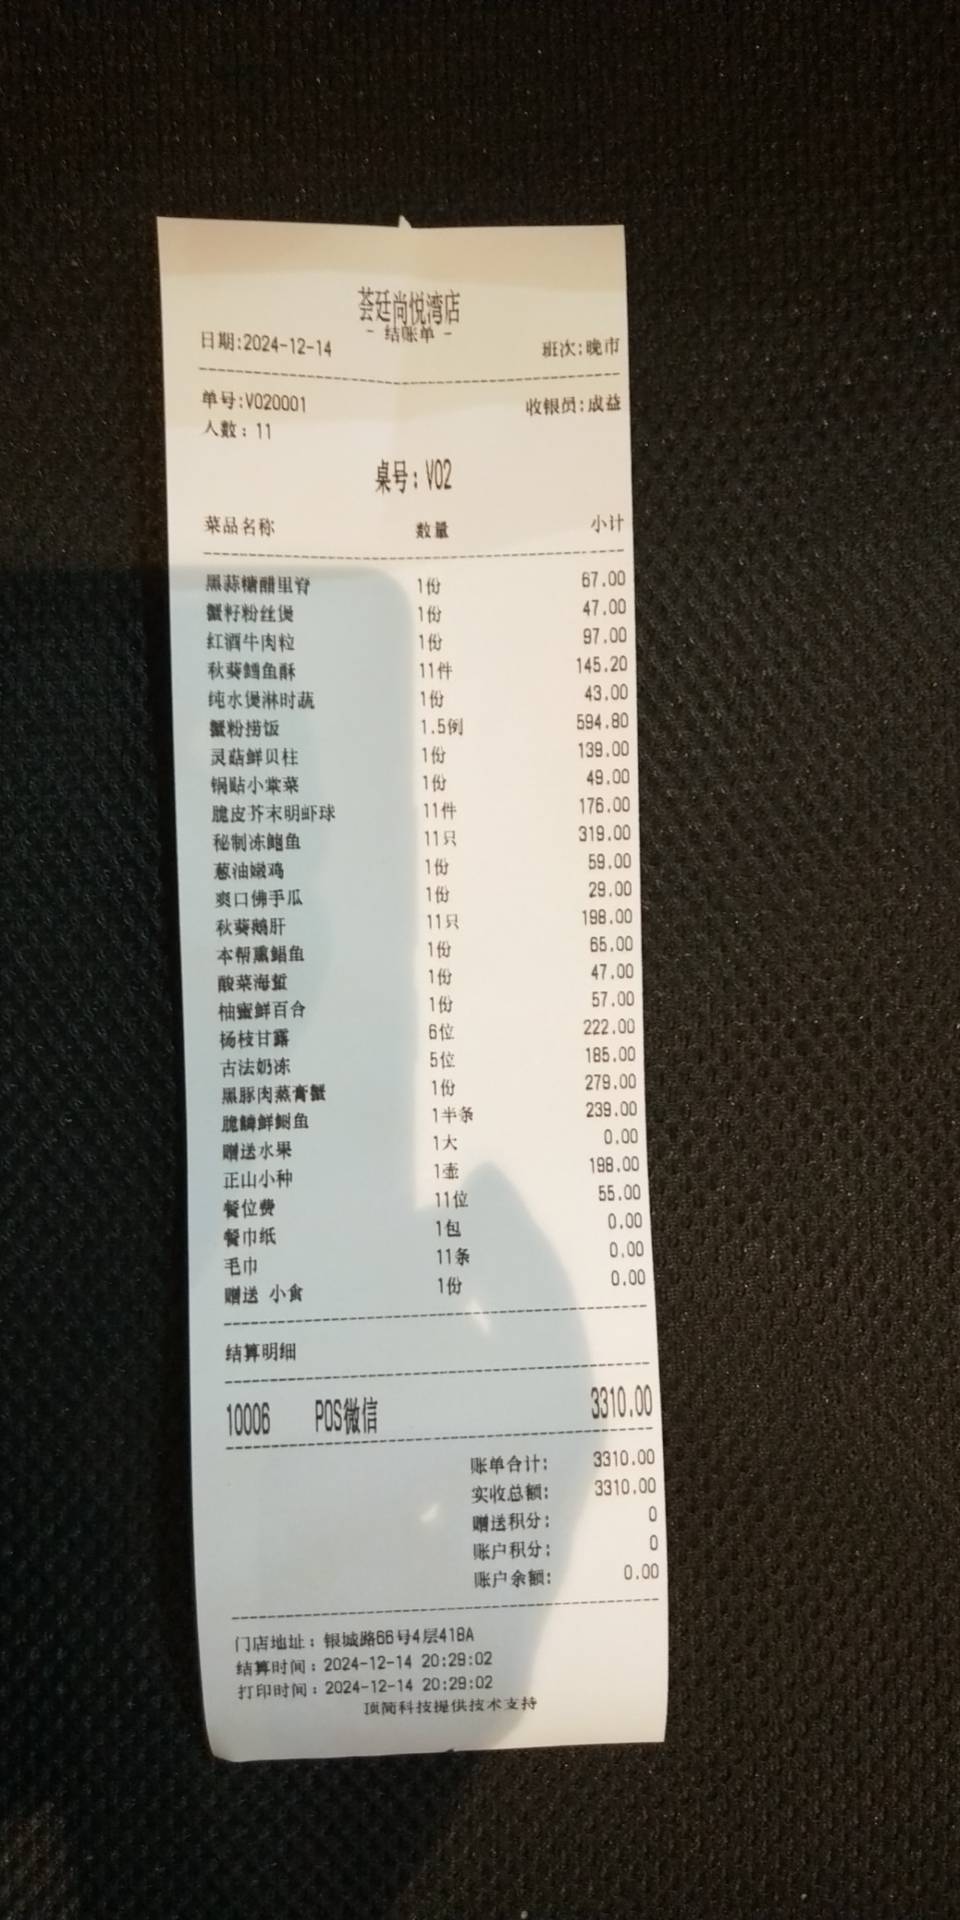 荟廷尚悦湾店
- 结账单 -
日期:2024-12-14 班次:晚市
单号:V020001 收银员:成益
人数: 11
桌号: V02
菜品名称 数量 小计
黑蒜糖醋里脊 1份 67.00
蟹籽粉丝煲 1份 47.00
红酒牛肉粒 1份 97.00
秋葵鳕鱼酥 11件 145.20
纯水煲淋时蔬 1份 43.00
蟹粉捞饭 1.5例 594.80
灵菇鲜贝柱 1份 139.00
锅贴小棠菜 1份 49.00
脆皮芥末明虾球 11件 176.00
秘制冻鲍鱼 11只 319.00
葱油嫩鸡 1份 59.00
爽口佛手瓜 1份 29.00
秋葵鹅肝 11只 198.00
本帮熏鲳鱼 1份 65.00
酸菜海蜇 1份 47.00
柚蜜鲜百合 1份 57.00
杨枝甘露 6位 222.00
古法奶冻 5位 185.00
黑豚肉蒸膏蟹 1份 279.00
脆鳞鲜鲥鱼 1半条 239.00
赠送水果 1大 0.00
正山小种 1壶 198.00
餐位费 11位 55.00
餐巾纸 1包 0.00
毛巾 11条 0.00
赠送 小食 1份 0.00
结算明细
10006 POS微信 3310.00
账单合计: 3310.00
实收总额: 3310.00
赠送积分: 0
账户积分: 0
账户余额: 0.00
门店地址: 银城路66号4层418A
结算时间: 2024-12-14 20:29:02
打印时间: 2024-12-14 20:29:02
顶简科技提供技术支持